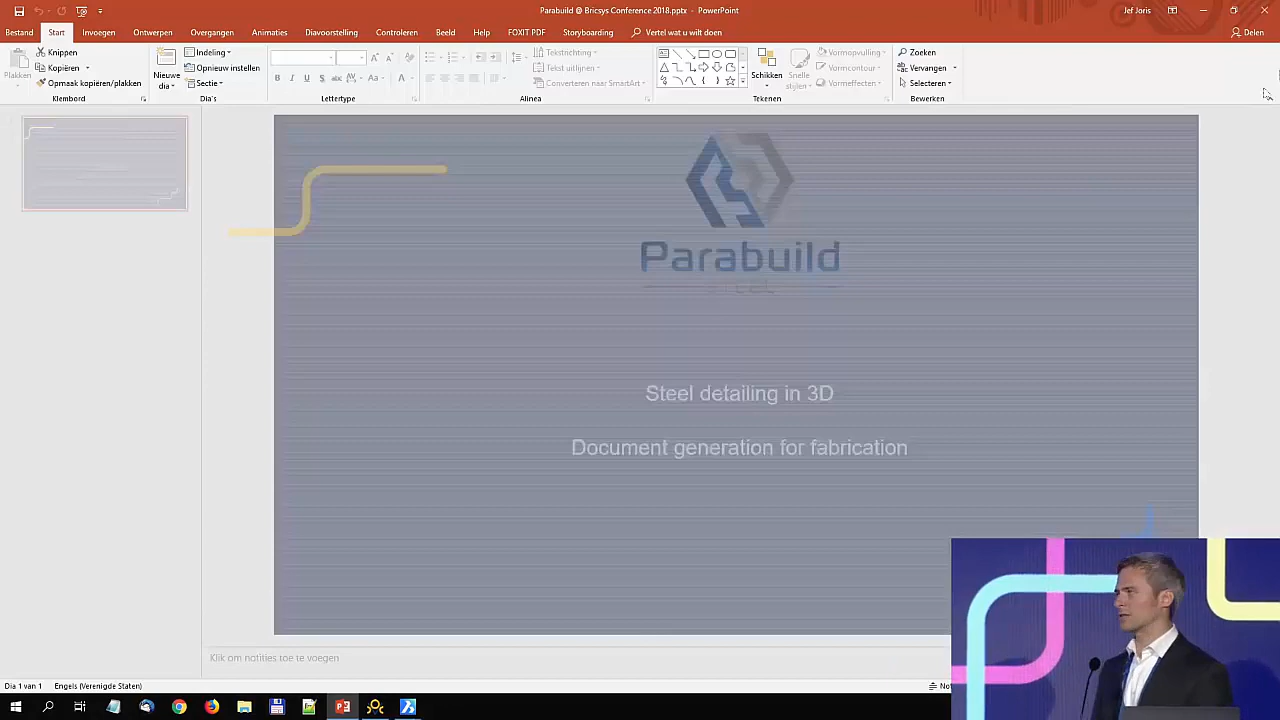 Parabuild @ Bricsys Conference 2018.pptx - PowerPoint
Jef Joris
Bestand Start Invoegen Ontwerpen Overgangen Animaties Diavoorstelling Controleren Beeld Help FOXIT PDF Storyboarding Vertel wat u wilt doen Delen
Plakken
Knippen
Kopiëren
Opmaak kopiëren/plakken
Klembord
Nieuwe
dia
Indeling
Opnieuw instellen
Sectie
Dia's
Lettertype
Tekstrichting
Tekst uitlijnen
Converteren naar SmartArt
Alinea
Schikken
Snelle
stijlen
Vormopvulling
Vormcontour
Vormeffecten
Tekenen
Zoeken
Vervangen
Selecteren
Bewerken
Parabuild
STEEL
Steel detailing in 3D
Document generation for fabrication
Klik om notities toe te voegen
Dia 1 van 1 Engels (Verenigde Staten)